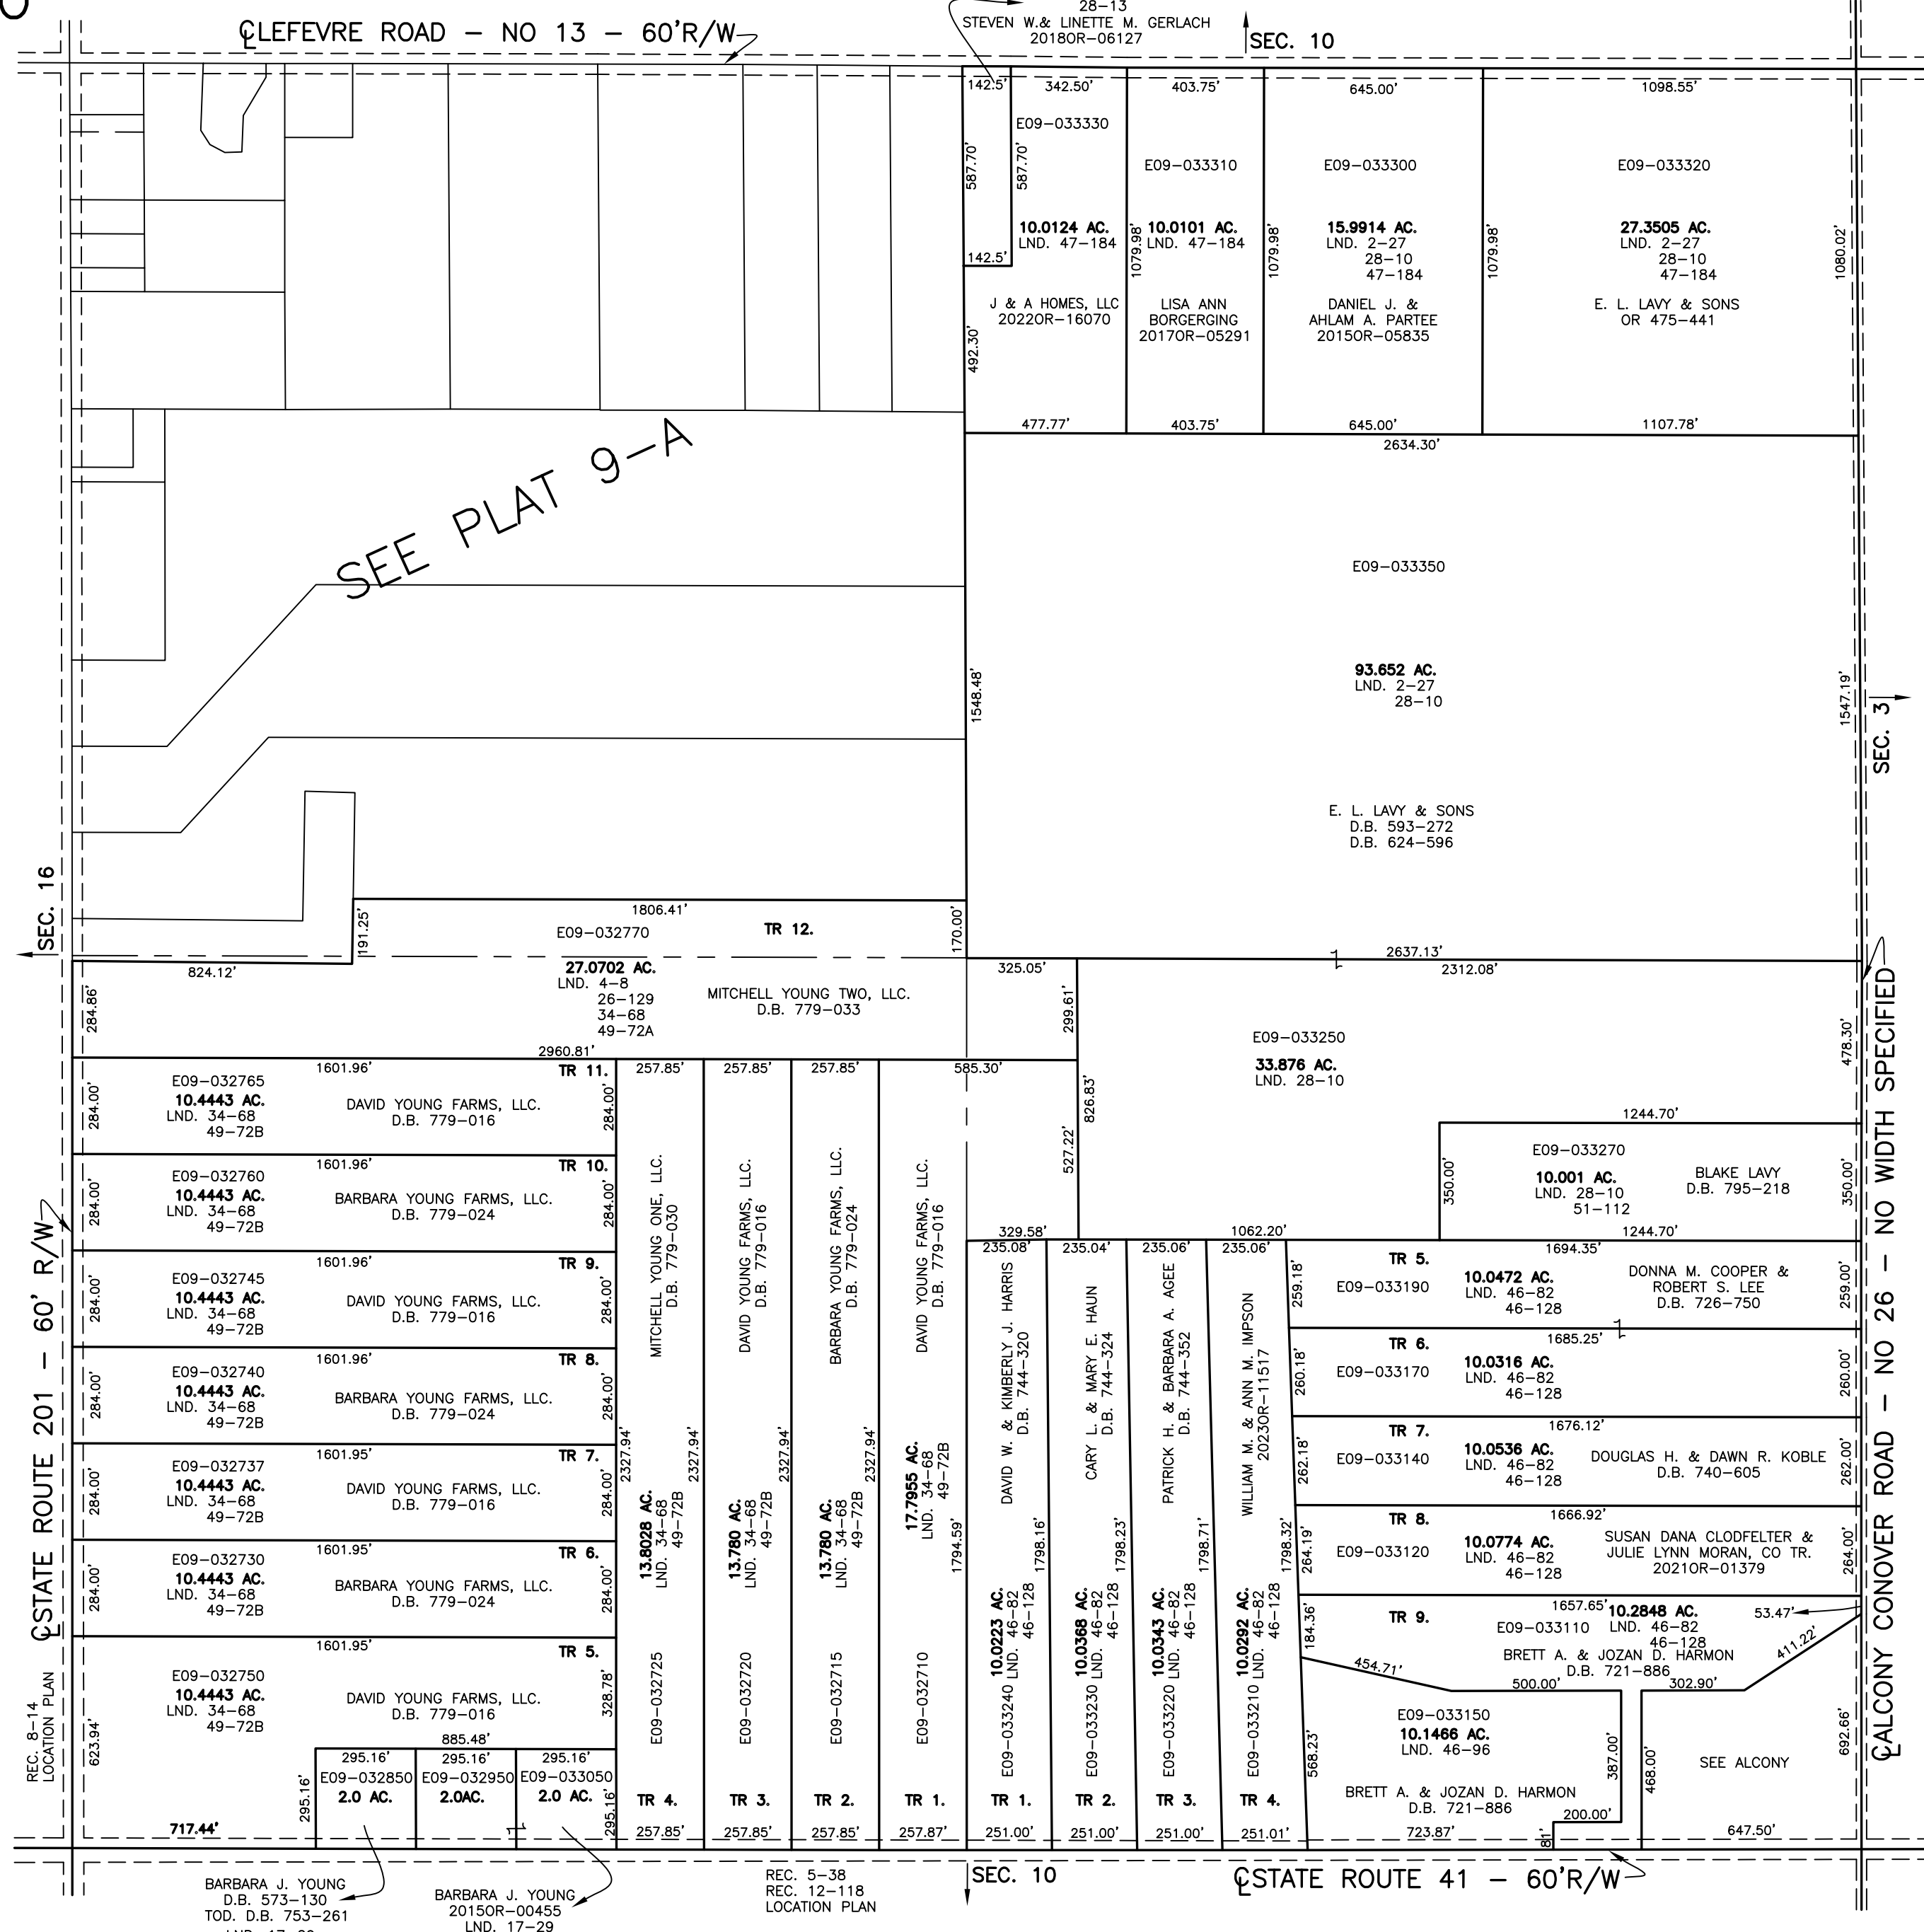 ℄ LEFEVRE ROAD – NO 13 – 60'R/W
28-13
STEVEN W.& LINETTE M. GERLACH
2018OR-06127
SEC. 10
142.5'
342.50'
403.75'
645.00'
1098.55'
587.70'
587.70'
E09-033330
10.0124 AC.
LND. 47-184
142.5'
J & A HOMES, LLC
2022OR-16070
492.30'
477.77'
1079.98'
E09-033310
10.0101 AC.
LND. 47-184
LISA ANN
BORGERGING
2017OR-05291
403.75'
1079.98'
E09-033300
15.9914 AC.
LND. 2-27
28-10
47-184
DANIEL J. &
AHLAM A. PARTEE
2015OR-05835
645.00'
1079.98'
E09-033320
27.3505 AC.
LND. 2-27
28-10
47-184
E. L. LAVY & SONS
OR 475-441
1080.02'
1107.78'
2634.30'
SEE PLAT 9-A
E09-033350
93.652 AC.
LND. 2-27
28-10
1548.48'
1547.19'
SEC. 3
E. L. LAVY & SONS
D.B. 593-272
D.B. 624-596
2637.13'
SEC. 16
1806.41'
191.25'
E09-032770
TR 12.
170.00'
824.12'
27.0702 AC.
LND. 4-8
26-129
34-68
49-72A
MITCHELL YOUNG TWO, LLC.
D.B. 779-033
284.86'
2960.81'
325.05'
299.61'
2312.08'
E09-033250
33.876 AC.
LND. 28-10
478.30'
826.83'
527.22'
585.30'
329.58'
1062.20'
1244.70'
E09-033270
10.001 AC.
LND. 28-10
51-112
BLAKE LAVY
D.B. 795-218
350.00'
350.00'
1244.70'
1601.96'
TR 11.
E09-032765
10.4443 AC.
LND. 34-68
49-72B
DAVID YOUNG FARMS, LLC.
D.B. 779-016
284.00'
284.00'
1601.96'
TR 10.
E09-032760
10.4443 AC.
LND. 34-68
49-72B
BARBARA YOUNG FARMS, LLC.
D.B. 779-024
284.00'
284.00'
1601.96'
TR 9.
E09-032745
10.4443 AC.
LND. 34-68
49-72B
DAVID YOUNG FARMS, LLC.
D.B. 779-016
284.00'
284.00'
1601.96'
TR 8.
E09-032740
10.4443 AC.
LND. 34-68
49-72B
BARBARA YOUNG FARMS, LLC.
D.B. 779-024
284.00'
284.00'
1601.95'
TR 7.
E09-032737
10.4443 AC.
LND. 34-68
49-72B
DAVID YOUNG FARMS, LLC.
D.B. 779-016
284.00'
284.00'
1601.95'
TR 6.
E09-032730
10.4443 AC.
LND. 34-68
49-72B
BARBARA YOUNG FARMS, LLC.
D.B. 779-024
284.00'
284.00'
1601.95'
TR 5.
E09-032750
10.4443 AC.
LND. 34-68
49-72B
DAVID YOUNG FARMS, LLC.
D.B. 779-016
328.78'
623.94'
885.48'
295.16'
295.16'
295.16'
295.16'
E09-032850
2.0 AC.
E09-032950
2.0AC.
E09-033050
2.0 AC.
295.16'
717.44'
℄ STATE ROUTE 201 – 60' R/W
REC. 8-14
LOCATION PLAN
257.85'
MITCHELL YOUNG ONE, LLC.
D.B. 779-030
2327.94'
13.8028 AC.
LND. 34-68
49-72B
E09-032725
TR 4.
257.85'
257.85'
DAVID YOUNG FARMS, LLC.
D.B. 779-016
2327.94'
13.780 AC.
LND. 34-68
49-72B
E09-032720
TR 3.
257.85'
257.85'
BARBARA YOUNG FARMS, LLC.
D.B. 779-024
2327.94'
13.780 AC.
LND. 34-68
49-72B
E09-032715
TR 2.
257.85'
DAVID YOUNG FARMS, LLC.
D.B. 779-016
2327.94'
17.7955 AC.
LND. 34-68
49-72B
1794.59'
E09-032710
TR 1.
257.87'
235.08'
DAVID W. & KIMBERLY J. HARRIS
D.B. 744-320
1798.16'
10.0223 AC.
LND. 46-82
46-128
E09-033240
TR 1.
251.00'
235.04'
CARY L. & MARY E. HAUN
D.B. 744-324
1798.23'
10.0368 AC.
LND. 46-82
46-128
E09-033230
TR 2.
251.00'
235.06'
PATRICK H. & BARBARA A. AGEE
D.B. 744-352
1798.71'
10.0343 AC.
LND. 46-82
46-128
E09-033220
TR 3.
251.00'
235.06'
WILLIAM M. & ANN M. IMPSON
2023OR-11517
1798.32'
10.0292 AC.
LND. 46-82
46-128
E09-033210
TR 4.
251.01'
1694.35'
TR 5.
E09-033190
10.0472 AC.
LND. 46-82
46-128
DONNA M. COOPER &
ROBERT S. LEE
D.B. 726-750
259.18'
259.00'
1685.25'
TR 6.
E09-033170
10.0316 AC.
LND. 46-82
46-128
260.18'
260.00'
1676.12'
TR 7.
E09-033140
10.0536 AC.
LND. 46-82
46-128
DOUGLAS H. & DAWN R. KOBLE
D.B. 740-605
262.18'
262.00'
1666.92'
TR 8.
E09-033120
10.0774 AC.
LND. 46-82
46-128
SUSAN DANA CLODFELTER &
JULIE LYNN MORAN, CO TR.
2021OR-01379
264.19'
264.00'
1657.65'
TR 9.
E09-033110
10.2848 AC.
LND. 46-82
46-128
BRETT A. & JOZAN D. HARMON
D.B. 721-886
53.47'
411.22'
184.36'
454.71'
500.00'
302.90'
E09-033150
10.1466 AC.
LND. 46-96
BRETT A. & JOZAN D. HARMON
D.B. 721-886
568.23'
387.00'
468.00'
200.00'
81'
723.87'
SEE ALCONY
692.66'
647.50'
℄ ALCONY CONOVER ROAD – NO 26 – NO WIDTH SPECIFIED
℄ STATE ROUTE 41 – 60'R/W
SEC. 10
REC. 5-38
REC. 12-118
LOCATION PLAN
BARBARA J. YOUNG
D.B. 573-130
TOD. D.B. 753-261
BARBARA J. YOUNG
2015OR-00455
LND. 17-29